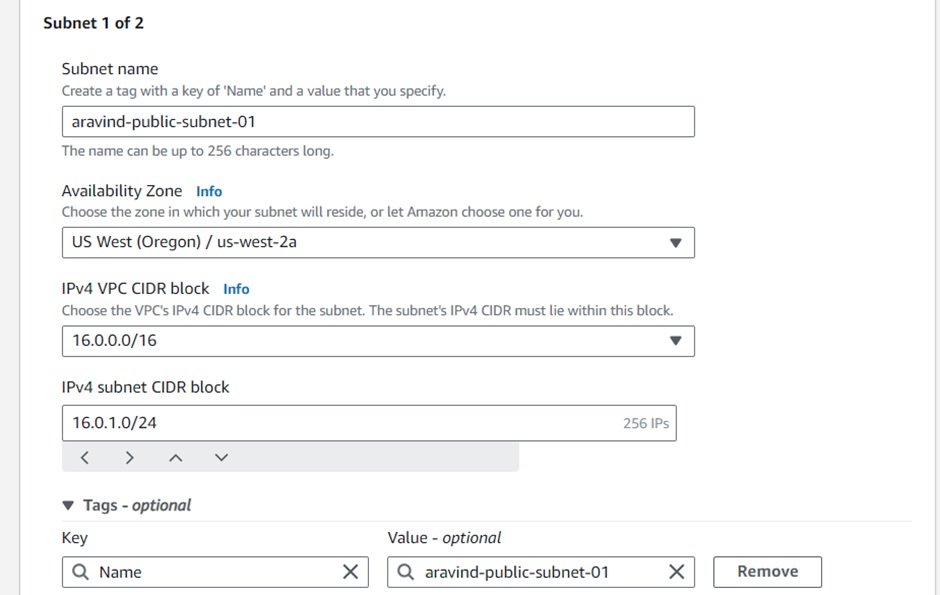 Subnet 1 of 2
Subnet name
Create a tag with a key of 'Name' and a value that you specify.
aravind-public-subnet-01
The name can be up to 256 characters long.
Availability Zone Info
Choose the zone in which your subnet will reside, or let Amazon choose one for you.
US West (Oregon) / us-west-2a
IPv4 VPC CIDR block Info
Choose the VPC's IPv4 CIDR block for the subnet. The subnet's IPv4 CIDR must lie within this block.
16.0.0.0/16
IPv4 subnet CIDR block
16.0.1.0/24 256 IPs
Tags - optional
Key Value - optional
Name aravind-public-subnet-01 Remove